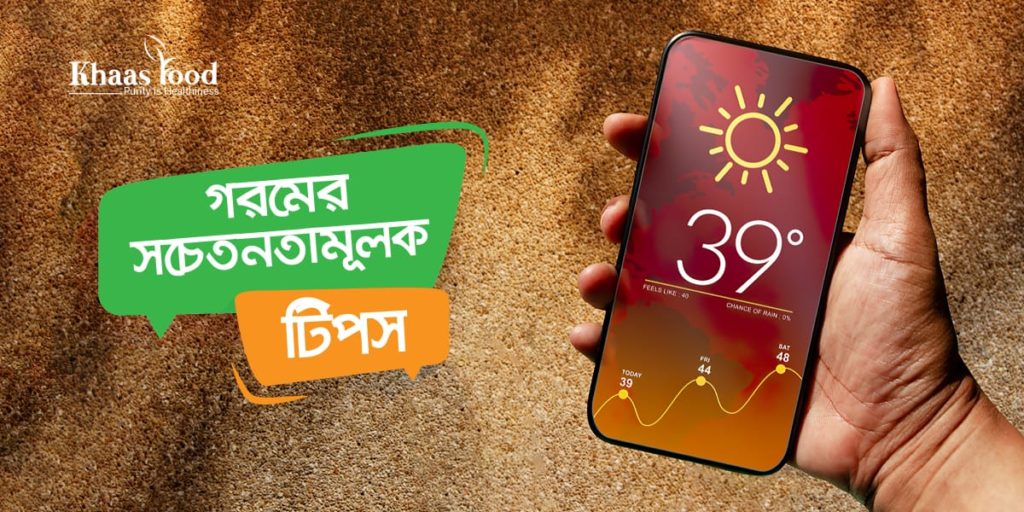 Khaas Food
Purity is Healthiness
গরমের
সচেতনতামূলক
টিপস
39°
FEELS LIKE : 40
CHANCE OF RAIN : 0%
TODAY
39
FRI
44
SAT
48